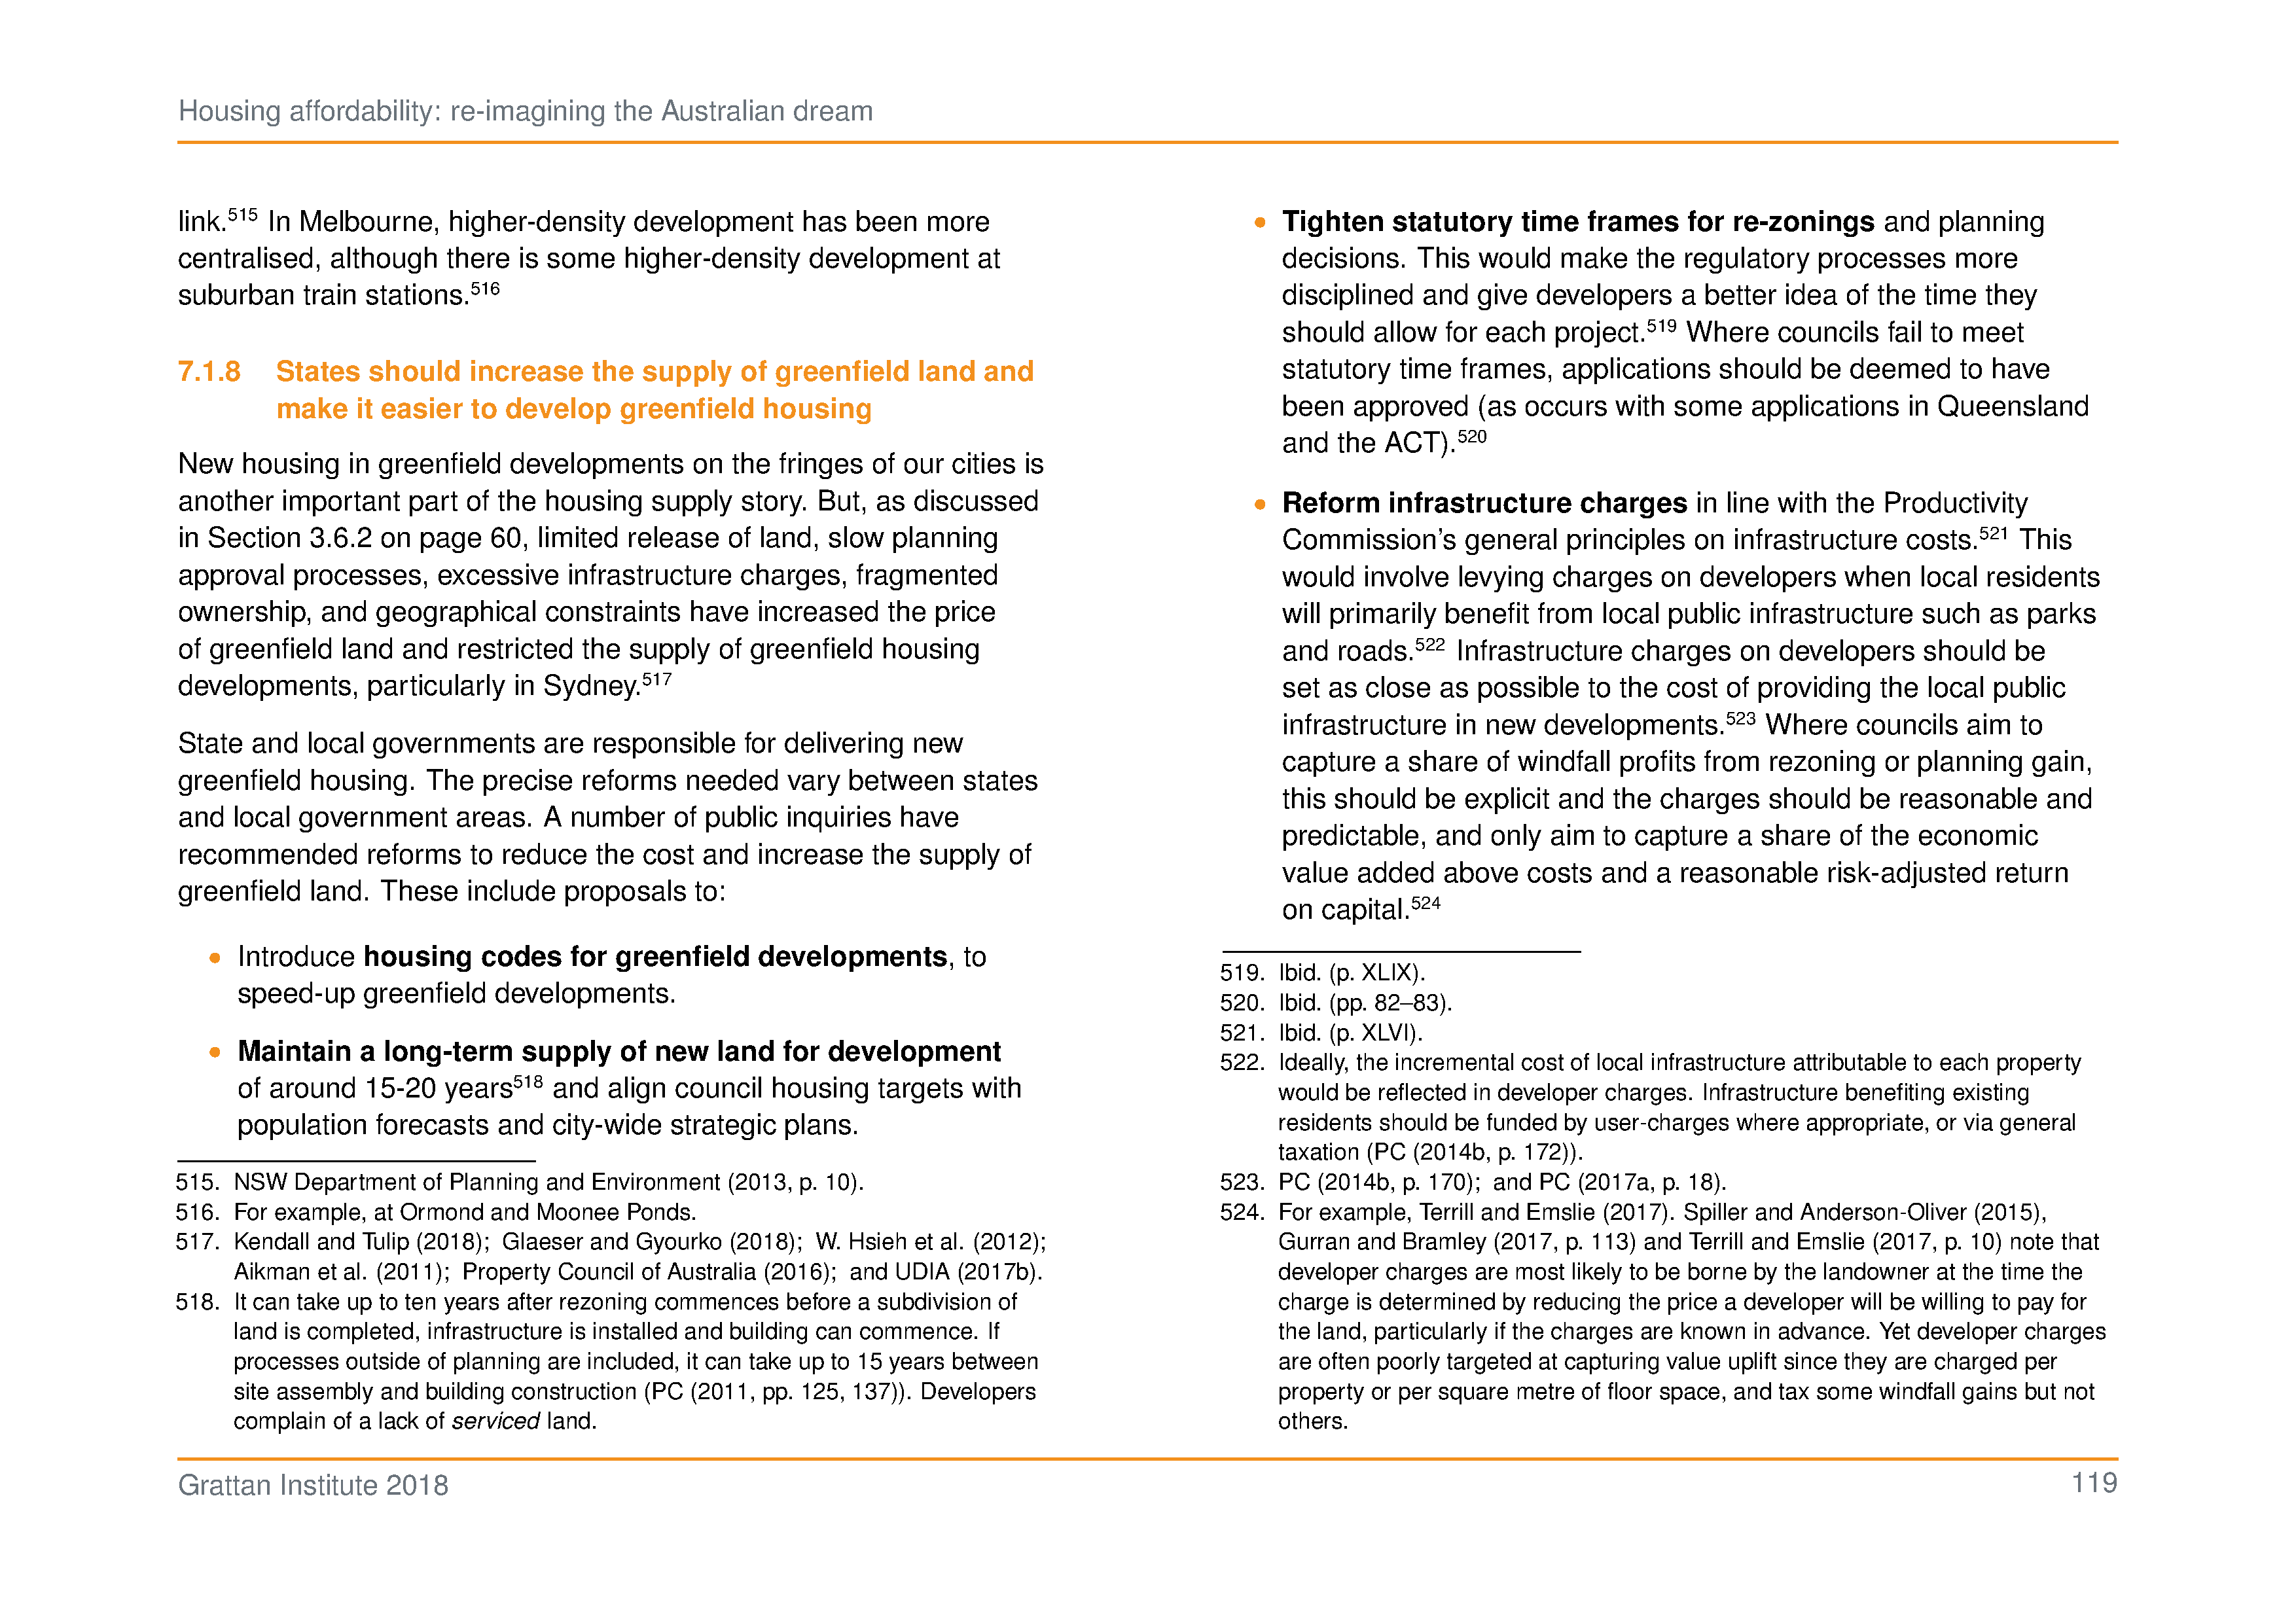 Housing affordability: re-imagining the Australian dream
link.515 In Melbourne, higher-density development has been more
centralised, although there is some higher-density development at
suburban train stations.516
7.1.8 States should increase the supply of greenfield land and
make it easier to develop greenfield housing
New housing in greenfield developments on the fringes of our cities is
another important part of the housing supply story. But, as discussed
in Section 3.6.2 on page 60, limited release of land, slow planning
approval processes, excessive infrastructure charges, fragmented
ownership, and geographical constraints have increased the price
of greenfield land and restricted the supply of greenfield housing
developments, particularly in Sydney.517
State and local governments are responsible for delivering new
greenfield housing. The precise reforms needed vary between states
and local government areas. A number of public inquiries have
recommended reforms to reduce the cost and increase the supply of
greenfield land. These include proposals to:
• Introduce housing codes for greenfield developments, to
speed-up greenfield developments.
• Maintain a long-term supply of new land for development
of around 15-20 years518 and align council housing targets with
population forecasts and city-wide strategic plans.
515. NSW Department of Planning and Environment (2013, p. 10).
516. For example, at Ormond and Moonee Ponds.
517. Kendall and Tulip (2018); Glaeser and Gyourko (2018); W. Hsieh et al. (2012);
Aikman et al. (2011); Property Council of Australia (2016); and UDIA (2017b).
518. It can take up to ten years after rezoning commences before a subdivision of
land is completed, infrastructure is installed and building can commence. If
processes outside of planning are included, it can take up to 15 years between
site assembly and building construction (PC (2011, pp. 125, 137)). Developers
complain of a lack of serviced land.
• Tighten statutory time frames for re-zonings and planning
decisions. This would make the regulatory processes more
disciplined and give developers a better idea of the time they
should allow for each project.519 Where councils fail to meet
statutory time frames, applications should be deemed to have
been approved (as occurs with some applications in Queensland
and the ACT).520
• Reform infrastructure charges in line with the Productivity
Commission's general principles on infrastructure costs.521 This
would involve levying charges on developers when local residents
will primarily benefit from local public infrastructure such as parks
and roads.522 Infrastructure charges on developers should be
set as close as possible to the cost of providing the local public
infrastructure in new developments.523 Where councils aim to
capture a share of windfall profits from rezoning or planning gain,
this should be explicit and the charges should be reasonable and
predictable, and only aim to capture a share of the economic
value added above costs and a reasonable risk-adjusted return
on capital.524
519. Ibid. (p. XLIX).
520. Ibid. (pp. 82–83).
521. Ibid. (p. XLVI).
522. Ideally, the incremental cost of local infrastructure attributable to each property
would be reflected in developer charges. Infrastructure benefiting existing
residents should be funded by user-charges where appropriate, or via general
taxation (PC (2014b, p. 172)).
523. PC (2014b, p. 170); and PC (2017a, p. 18).
524. For example, Terrill and Emslie (2017). Spiller and Anderson-Oliver (2015),
Gurran and Bramley (2017, p. 113) and Terrill and Emslie (2017, p. 10) note that
developer charges are most likely to be borne by the landowner at the time the
charge is determined by reducing the price a developer will be willing to pay for
the land, particularly if the charges are known in advance. Yet developer charges
are often poorly targeted at capturing value uplift since they are charged per
property or per square metre of floor space, and tax some windfall gains but not
others.
Grattan Institute 2018
119